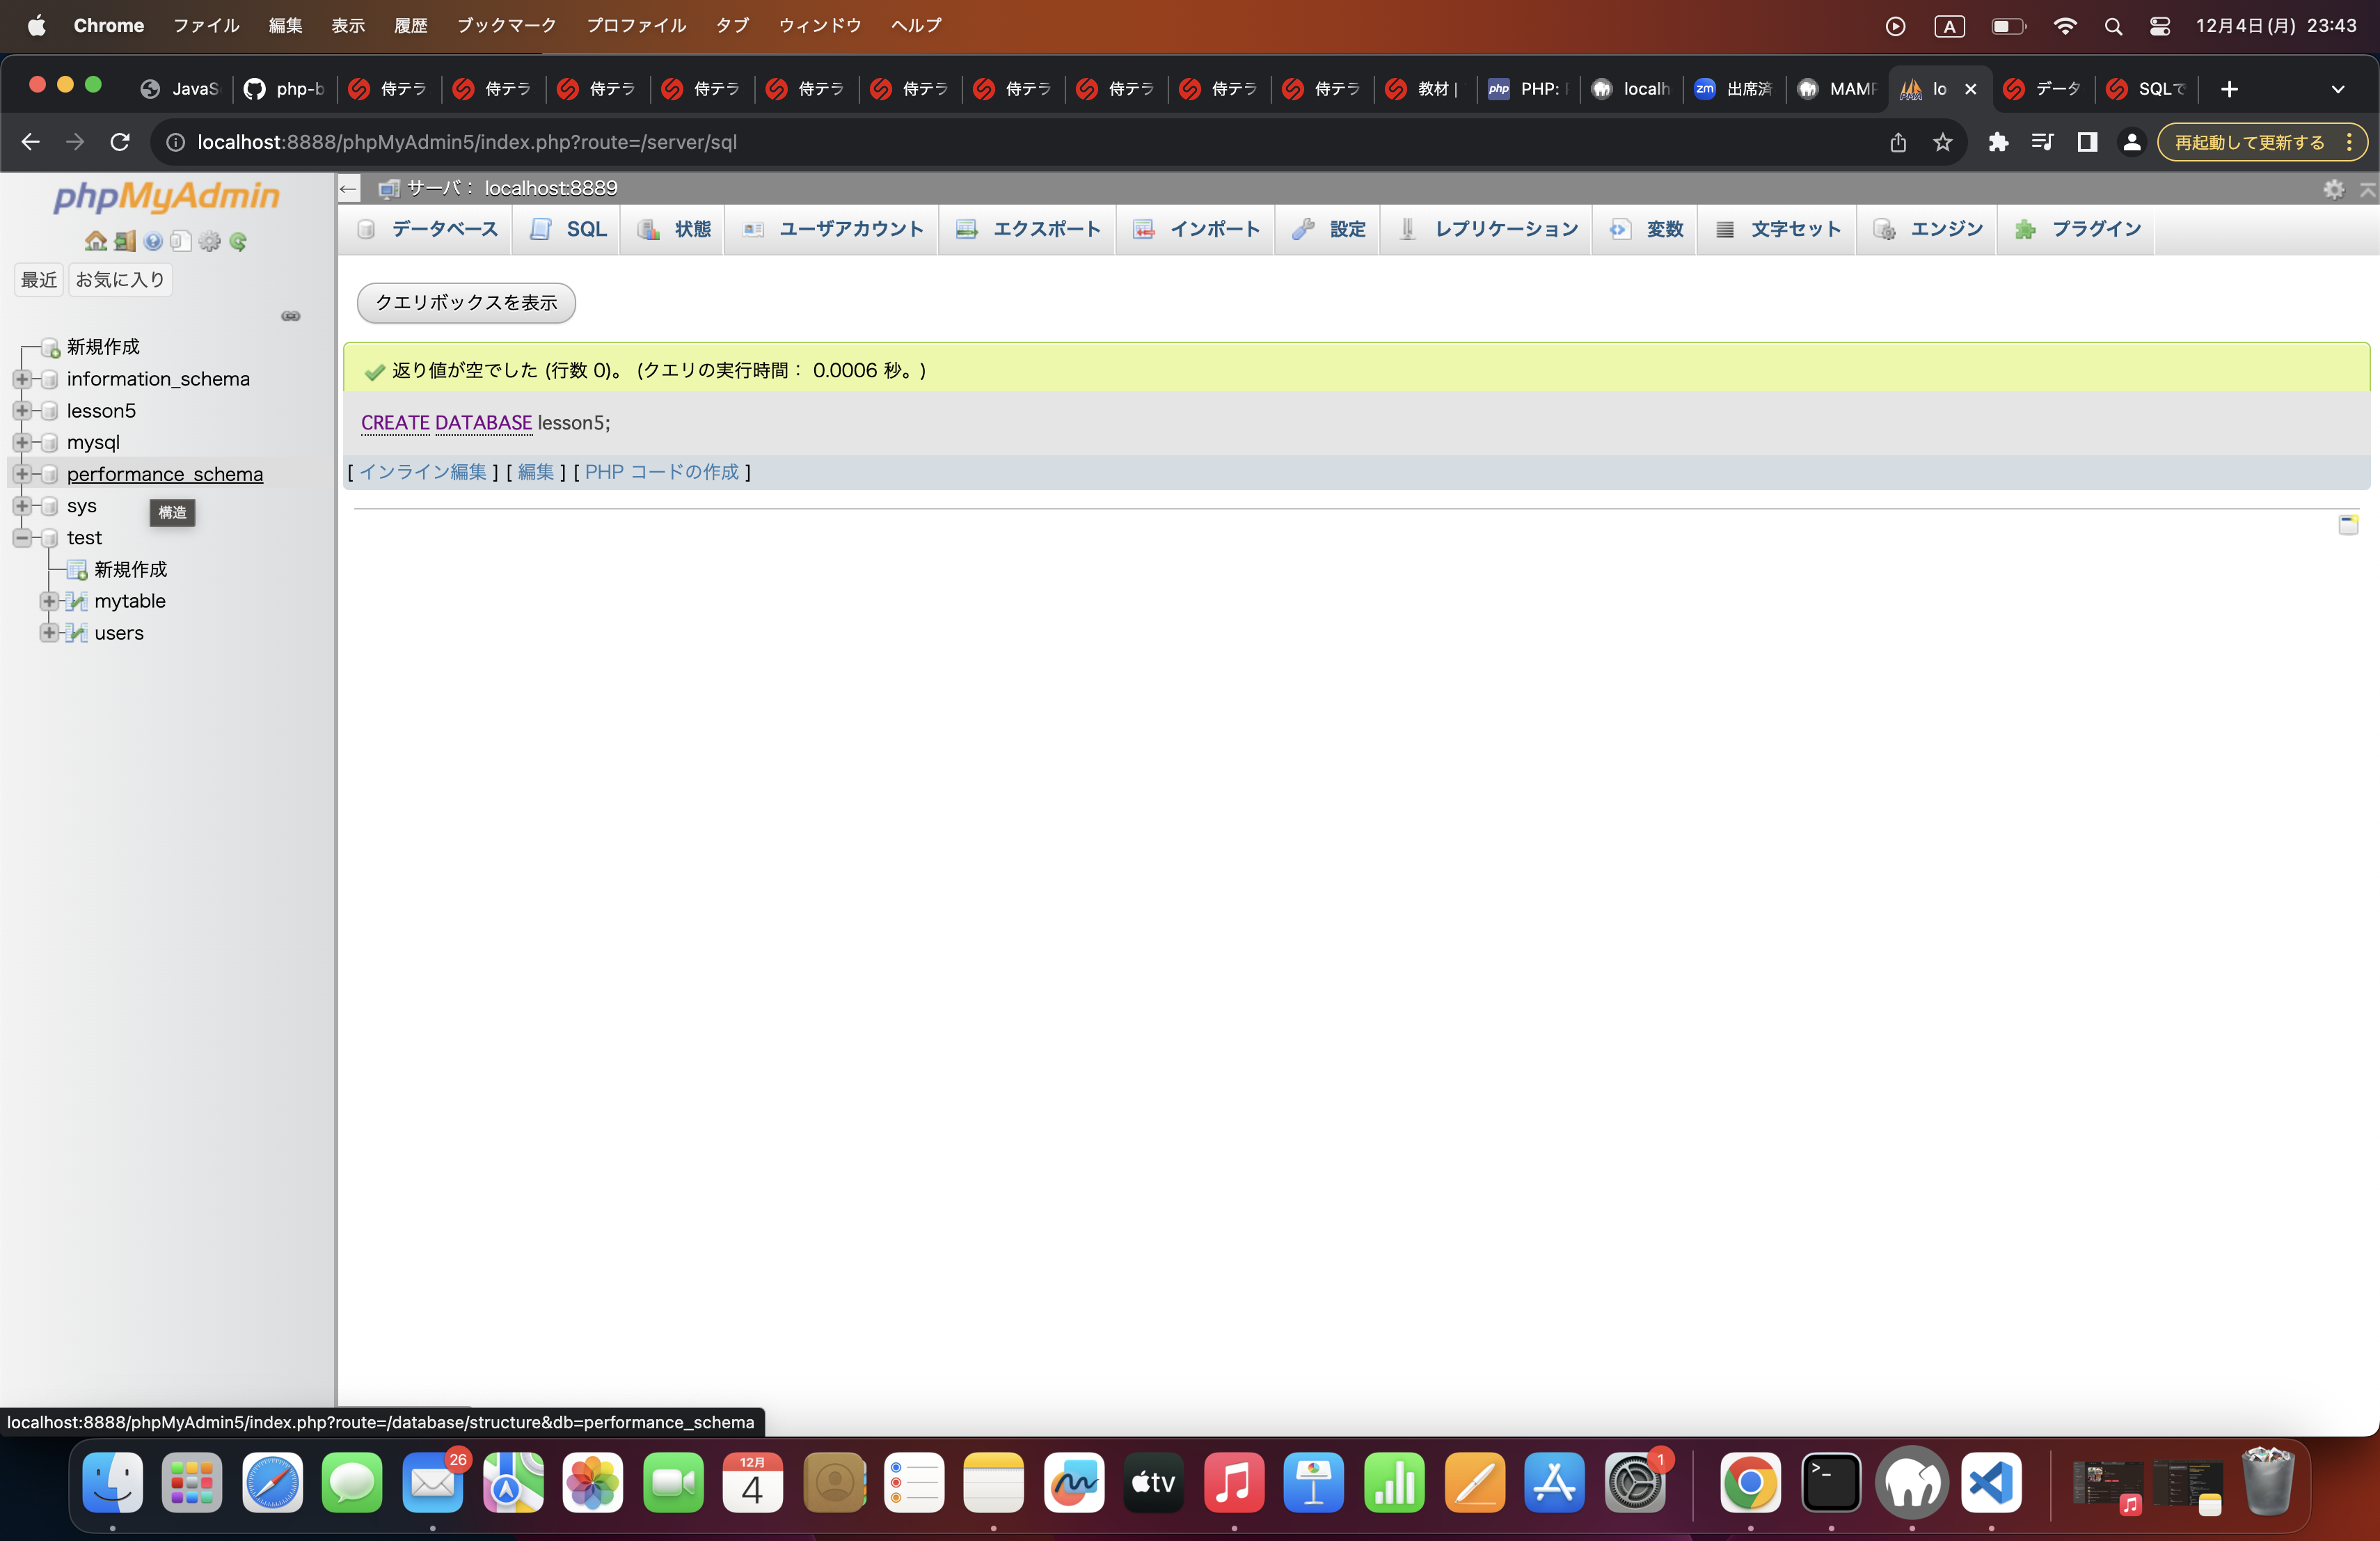 Chrome ファイル 編集 表示 履歴 ブックマーク プロファイル タブ ウィンドウ ヘルプ A 12月4日(月) 23:43
JavaS php-b 侍テラ 侍テラ 侍テラ 侍テラ 侍テラ 侍テラ 侍テラ 侍テラ 侍テラ 侍テラ 教材 | php PHP: localh zm 出席済 MAMP lo データ SQLで
localhost:8888/phpMyAdmin5/index.php?route=/server/sql 再起動して更新する
phpMyAdmin
最近 お気に入り
新規作成
information_schema
lesson5
mysql
performance_schema
sys
構造
test
新規作成
mytable
users
サーバ： localhost:8889
データベース SQL 状態 ユーザアカウント エクスポート インポート 設定 レプリケーション 変数 文字セット エンジン プラグイン
クエリボックスを表示
返り値が空でした (行数 0)。 (クエリの実行時間： 0.0006 秒。)
CREATE DATABASE lesson5;
[ インライン編集 ] [ 編集 ] [ PHP コードの作成 ]
localhost:8888/phpMyAdmin5/index.php?route=/database/structure&db=performance_schema
26 12月 4 tv 1 >_